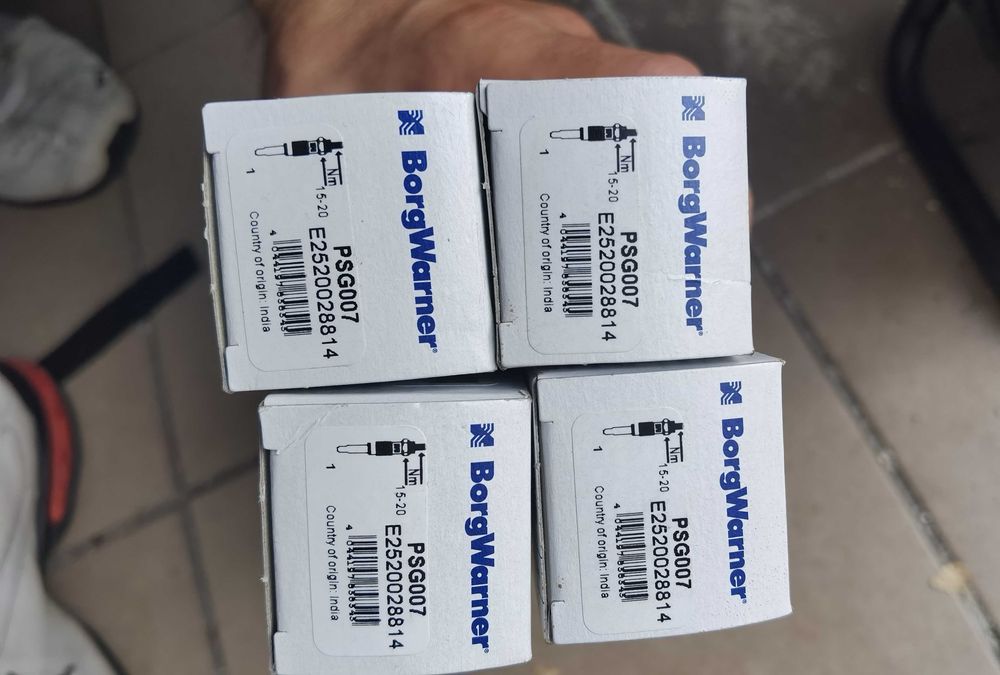 BorgWarner
PSG007
E2520028814
Nm
15-20
1
Country of origin: India
BorgWarner
PSG007
E2520028814
Nm
15-20
1
Country of origin: India
BorgWarner
PSG007
E2520028814
Nm
15-20
1
Country of origin: India
BorgWarner
PSG007
E2520028814
Nm
15-20
1
Country of origin: India